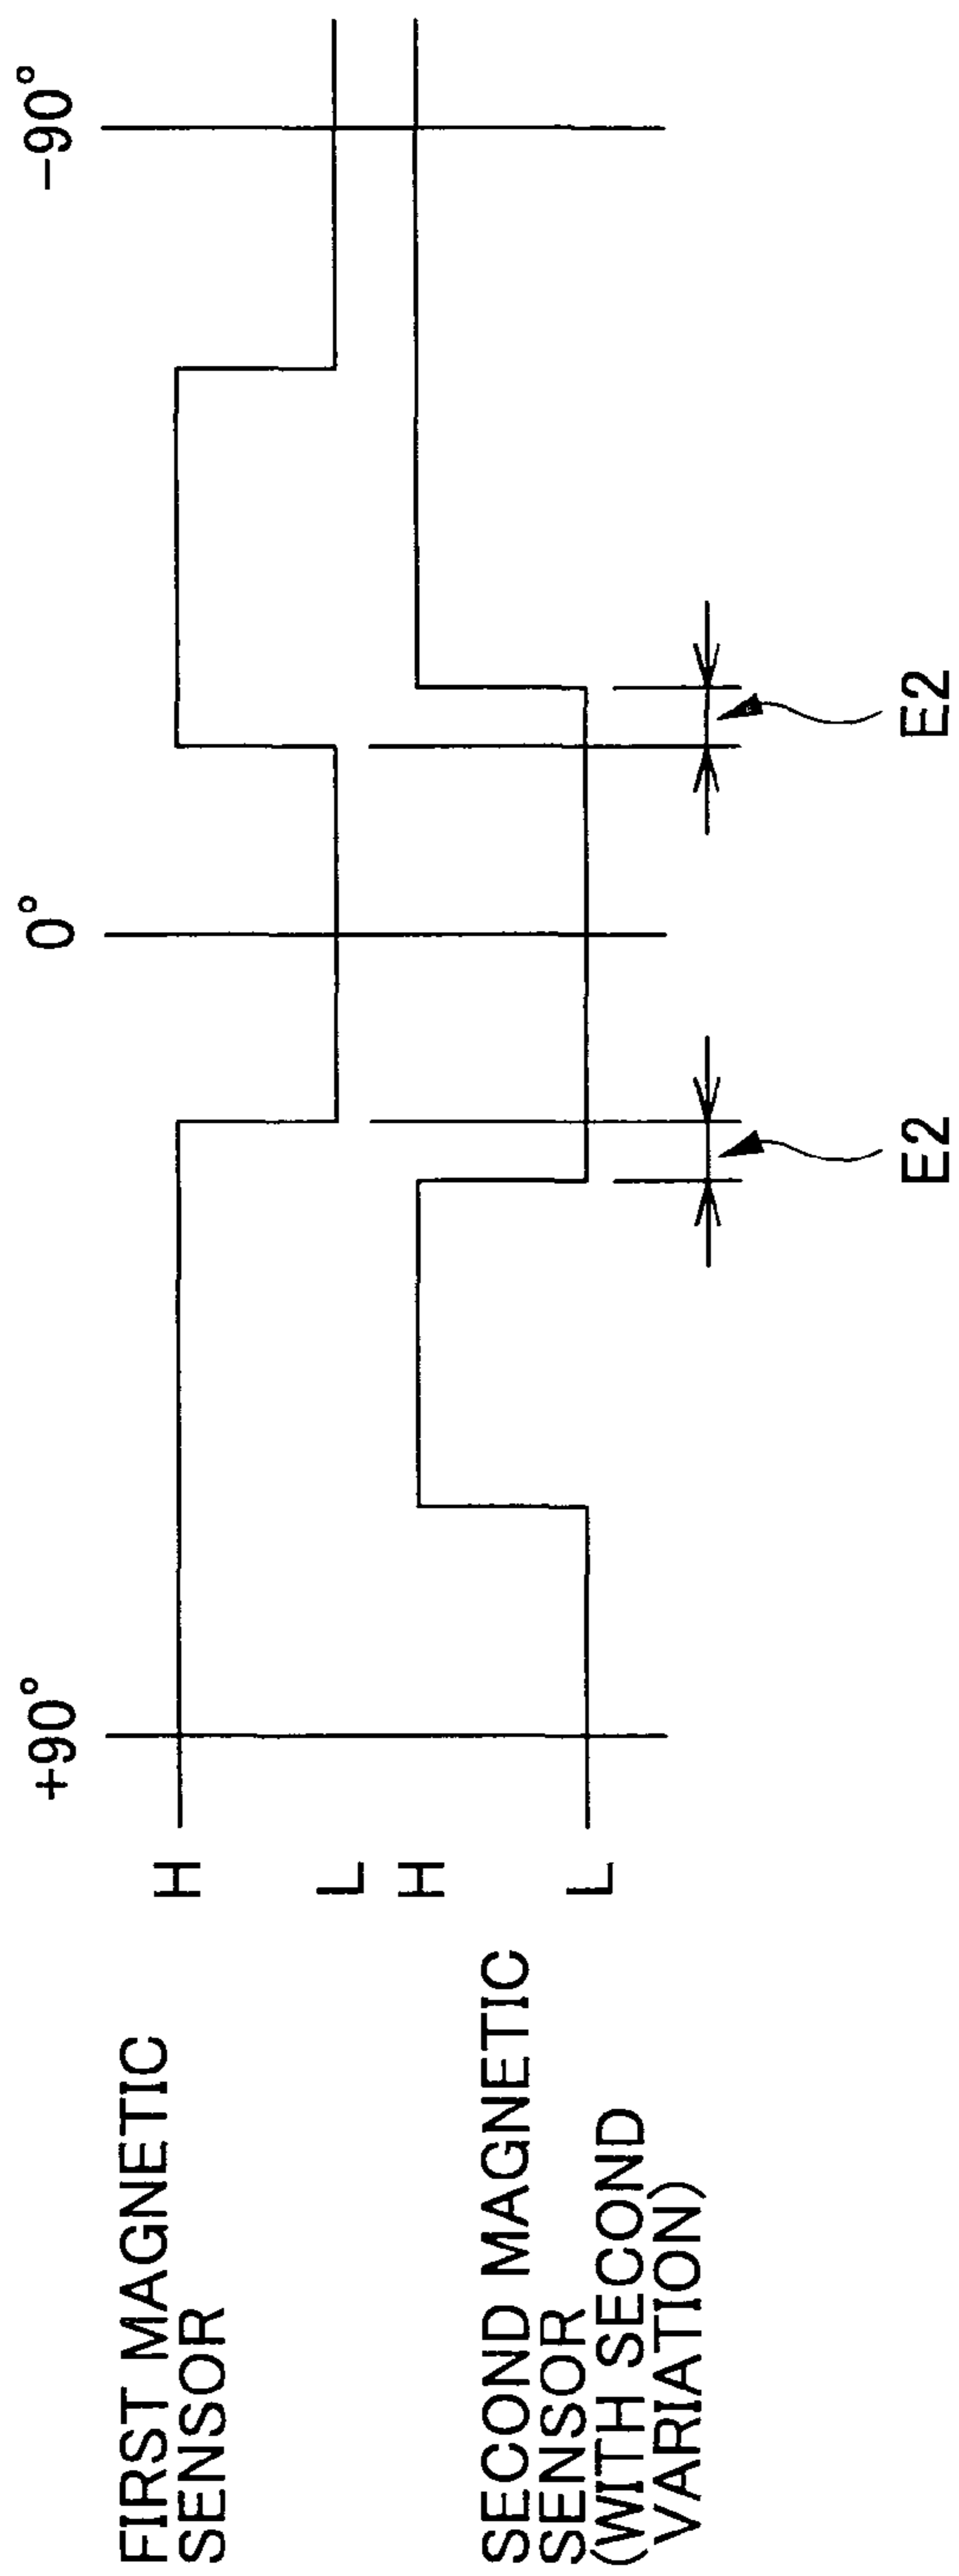 +90°
0°
-90°
FIRST MAGNETIC
SENSOR
H
L
SECOND MAGNETIC
SENSOR
(WITH SECOND
VARIATION)
H
L
E2
E2